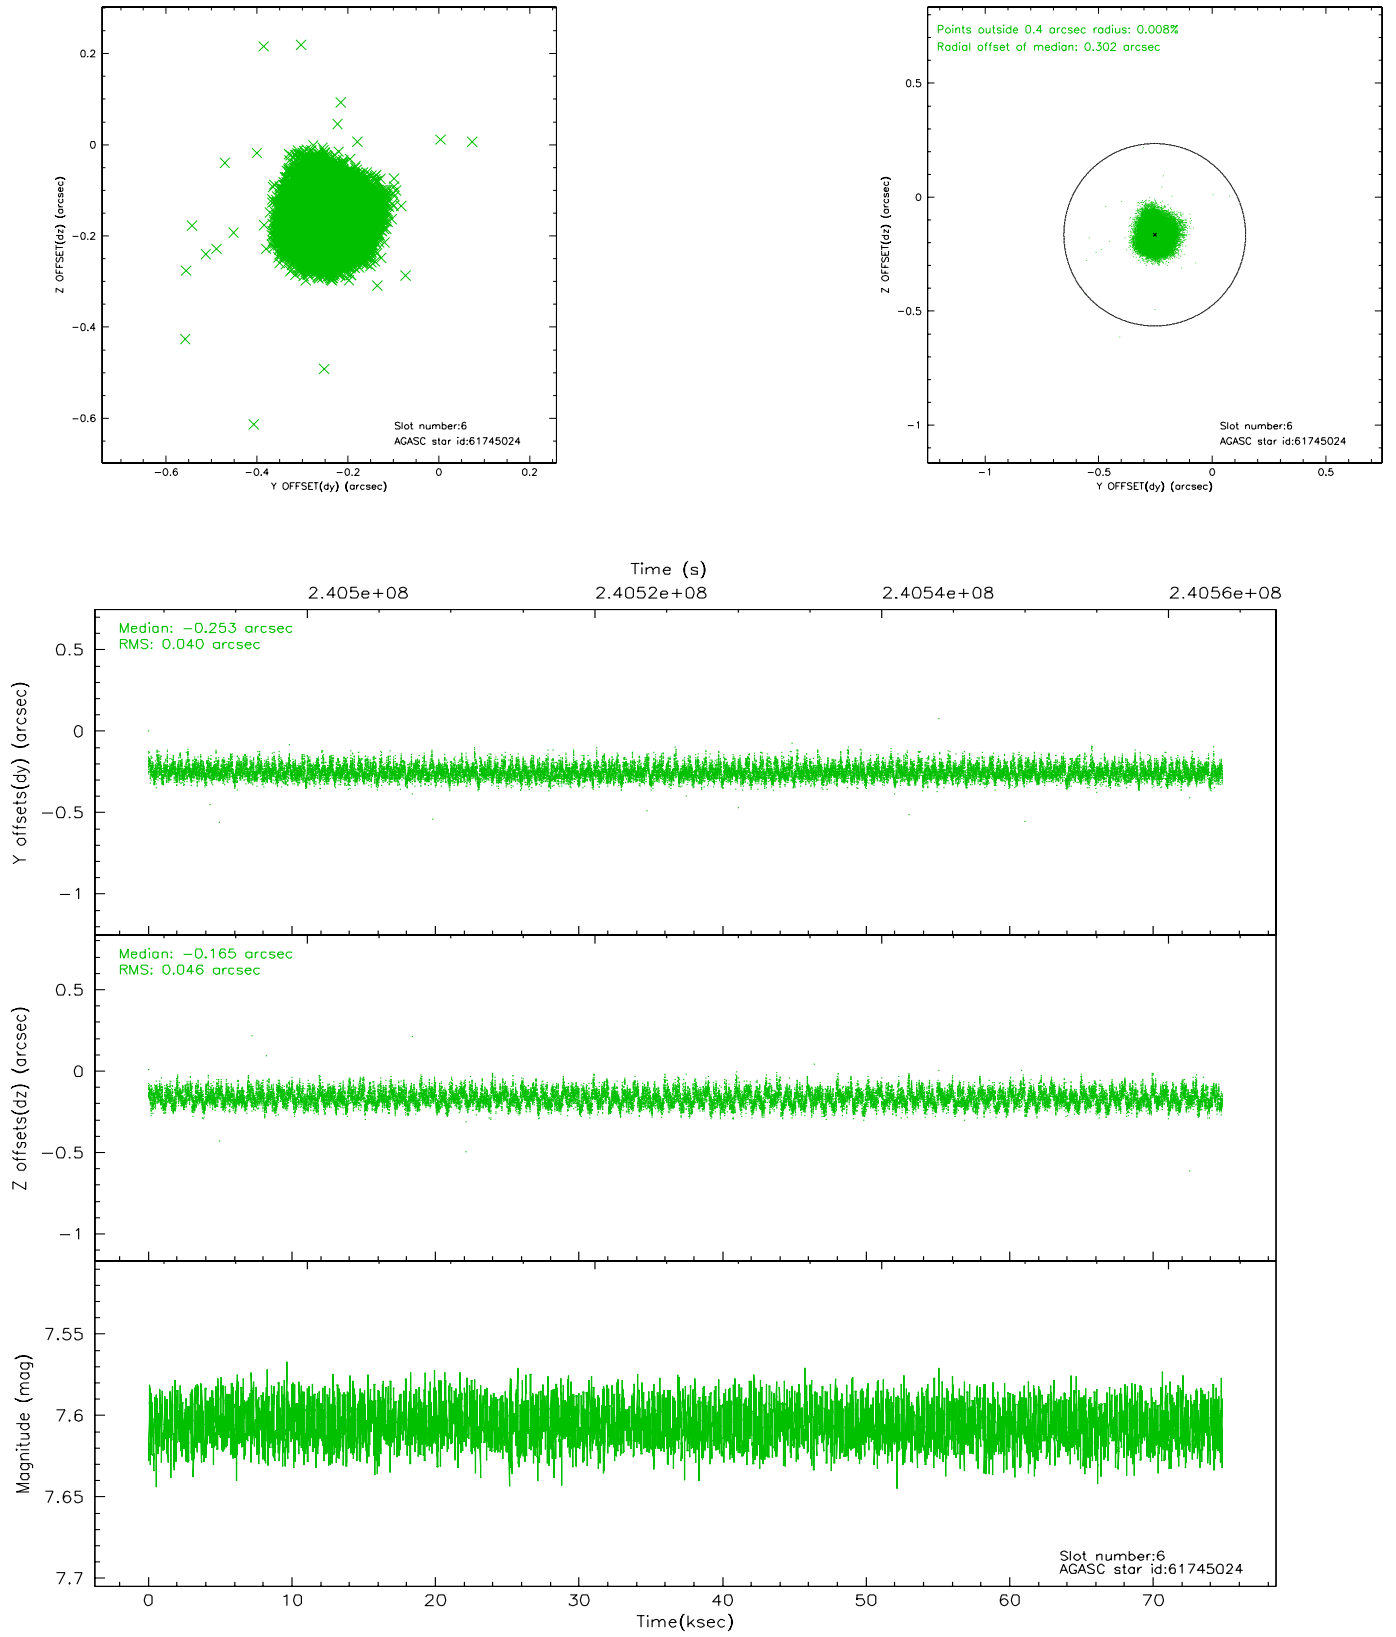 0.2
0
−0.2
−0.4
−0.6
Z OFFSET(dz) (arcsec)
Slot number:6
AGASC star id:61745024
−0.6 −0.4 −0.2 0 0.2
Y OFFSET(dy) (arcsec)
Points outside 0.4 arcsec radius: 0.008%
Radial offset of median: 0.302 arcsec
0.5
0
−0.5
−1
Z OFFSET(dz) (arcsec)
Slot number:6
AGASC star id:61745024
−1 −0.5 0 0.5
Y OFFSET(dy) (arcsec)
Time (s)
2.405e+08 2.4052e+08 2.4054e+08 2.4056e+08
Median: −0.253 arcsec
RMS: 0.040 arcsec
0.5
0
−0.5
−1
Y offsets(dy) (arcsec)
Median: −0.165 arcsec
RMS: 0.046 arcsec
0.5
0
−0.5
−1
Z offsets(dz) (arcsec)
7.55
7.6
7.65
7.7
Magnitude (mag)
Slot number:6
AGASC star id:61745024
0 10 20 30 40 50 60 70
Time(ksec)